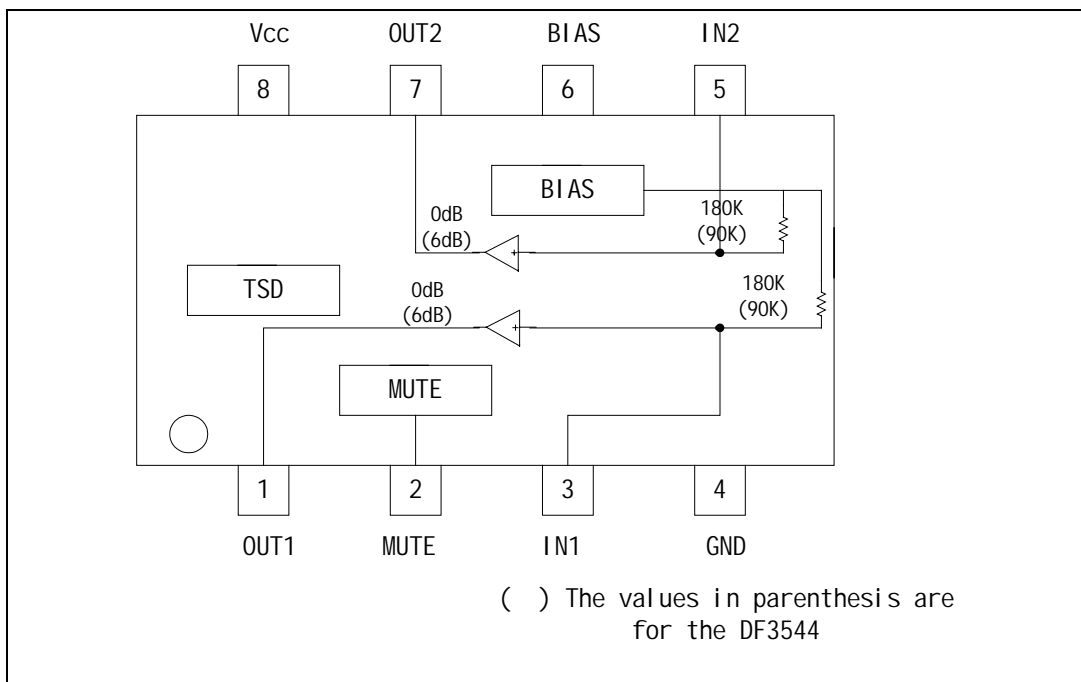 Vcc OUT2 BIAS IN2
8 7 6 5
BIAS
0dB
(6dB)
180K
(90K)
TSD
0dB
(6dB)
180K
(90K)
MUTE
1 2 3 4
OUT1 MUTE IN1 GND
( ) The values in parenthesis are
for the DF3544